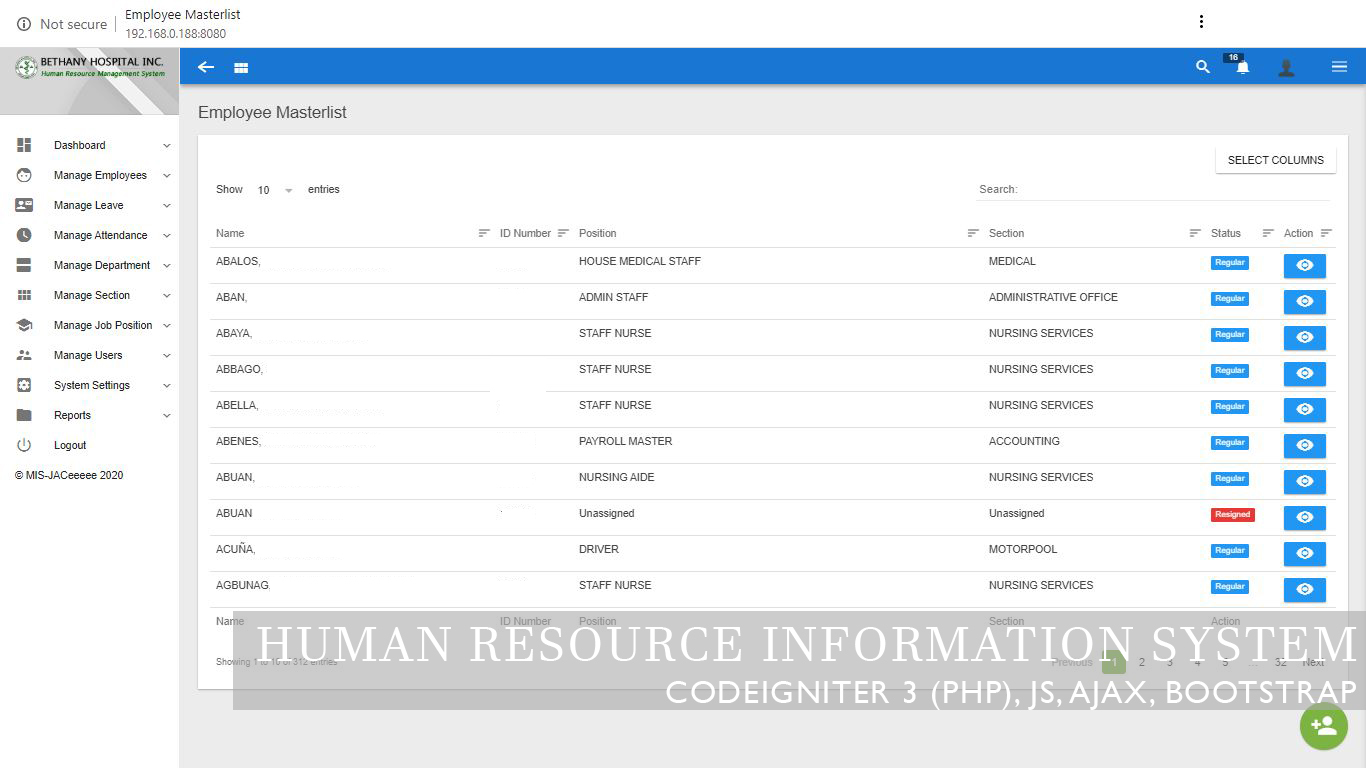 Not secure
Employee Masterlist
192.168.0.188:8080
BETHANY HOSPITAL INC.
Human Resource Management System
16
Dashboard
Manage Employees
Manage Leave
Manage Attendance
Manage Department
Manage Section
Manage Job Position
Manage Users
System Settings
Reports
Logout
© MIS-JACeeeee 2020
Employee Masterlist
SELECT COLUMNS
Show 10 entries
Search:
Name ID Number Position Section Status Action
ABALOS, HOUSE MEDICAL STAFF MEDICAL Regular
ABAN, ADMIN STAFF ADMINISTRATIVE OFFICE Regular
ABAYA, STAFF NURSE NURSING SERVICES Regular
ABBAGO, STAFF NURSE NURSING SERVICES Regular
ABELLA, STAFF NURSE NURSING SERVICES Regular
ABENES, PAYROLL MASTER ACCOUNTING Regular
ABUAN, NURSING AIDE NURSING SERVICES Regular
ABUAN Unassigned Unassigned Resigned
ACUÑA, DRIVER MOTORPOOL Regular
AGBUNAG STAFF NURSE NURSING SERVICES Regular
Name ID Number Position Section Action
HUMAN RESOURCE INFORMATION SYSTEM
Showing 1 to 10 of 312 entries
Previous 1 2 3 4 5 ... 32 Next
CODEIGNITER 3 (PHP), JS, AJAX, BOOTSTRAP